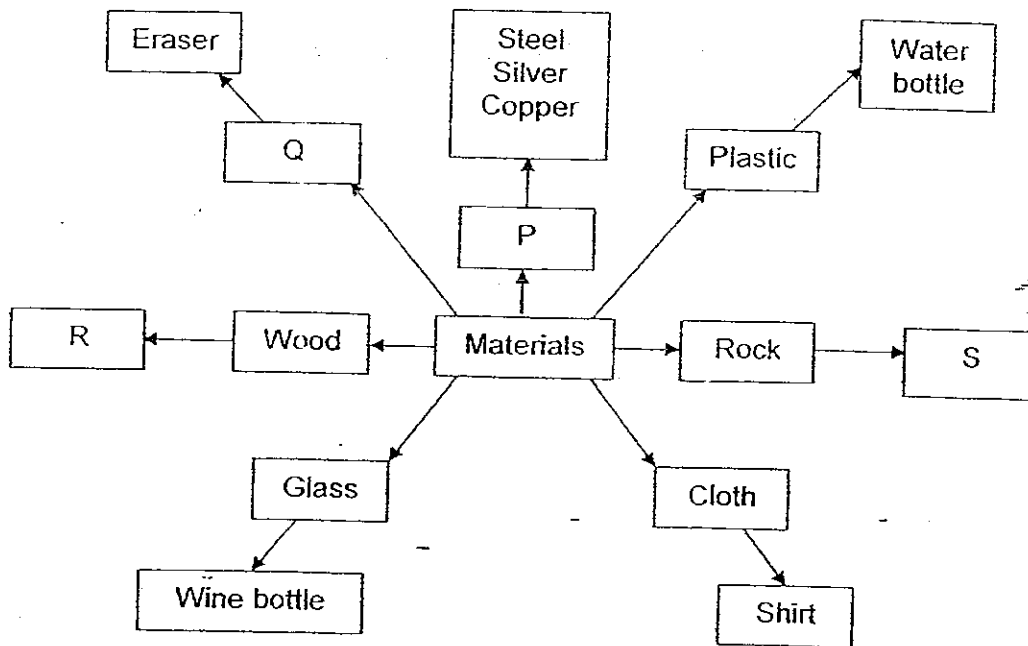 Eraser
Steel
Silver
Copper
Water
bottle
Q
Plastic
P
R
Wood
Materials
Rock
S
Glass
Cloth
Wine bottle
Shirt